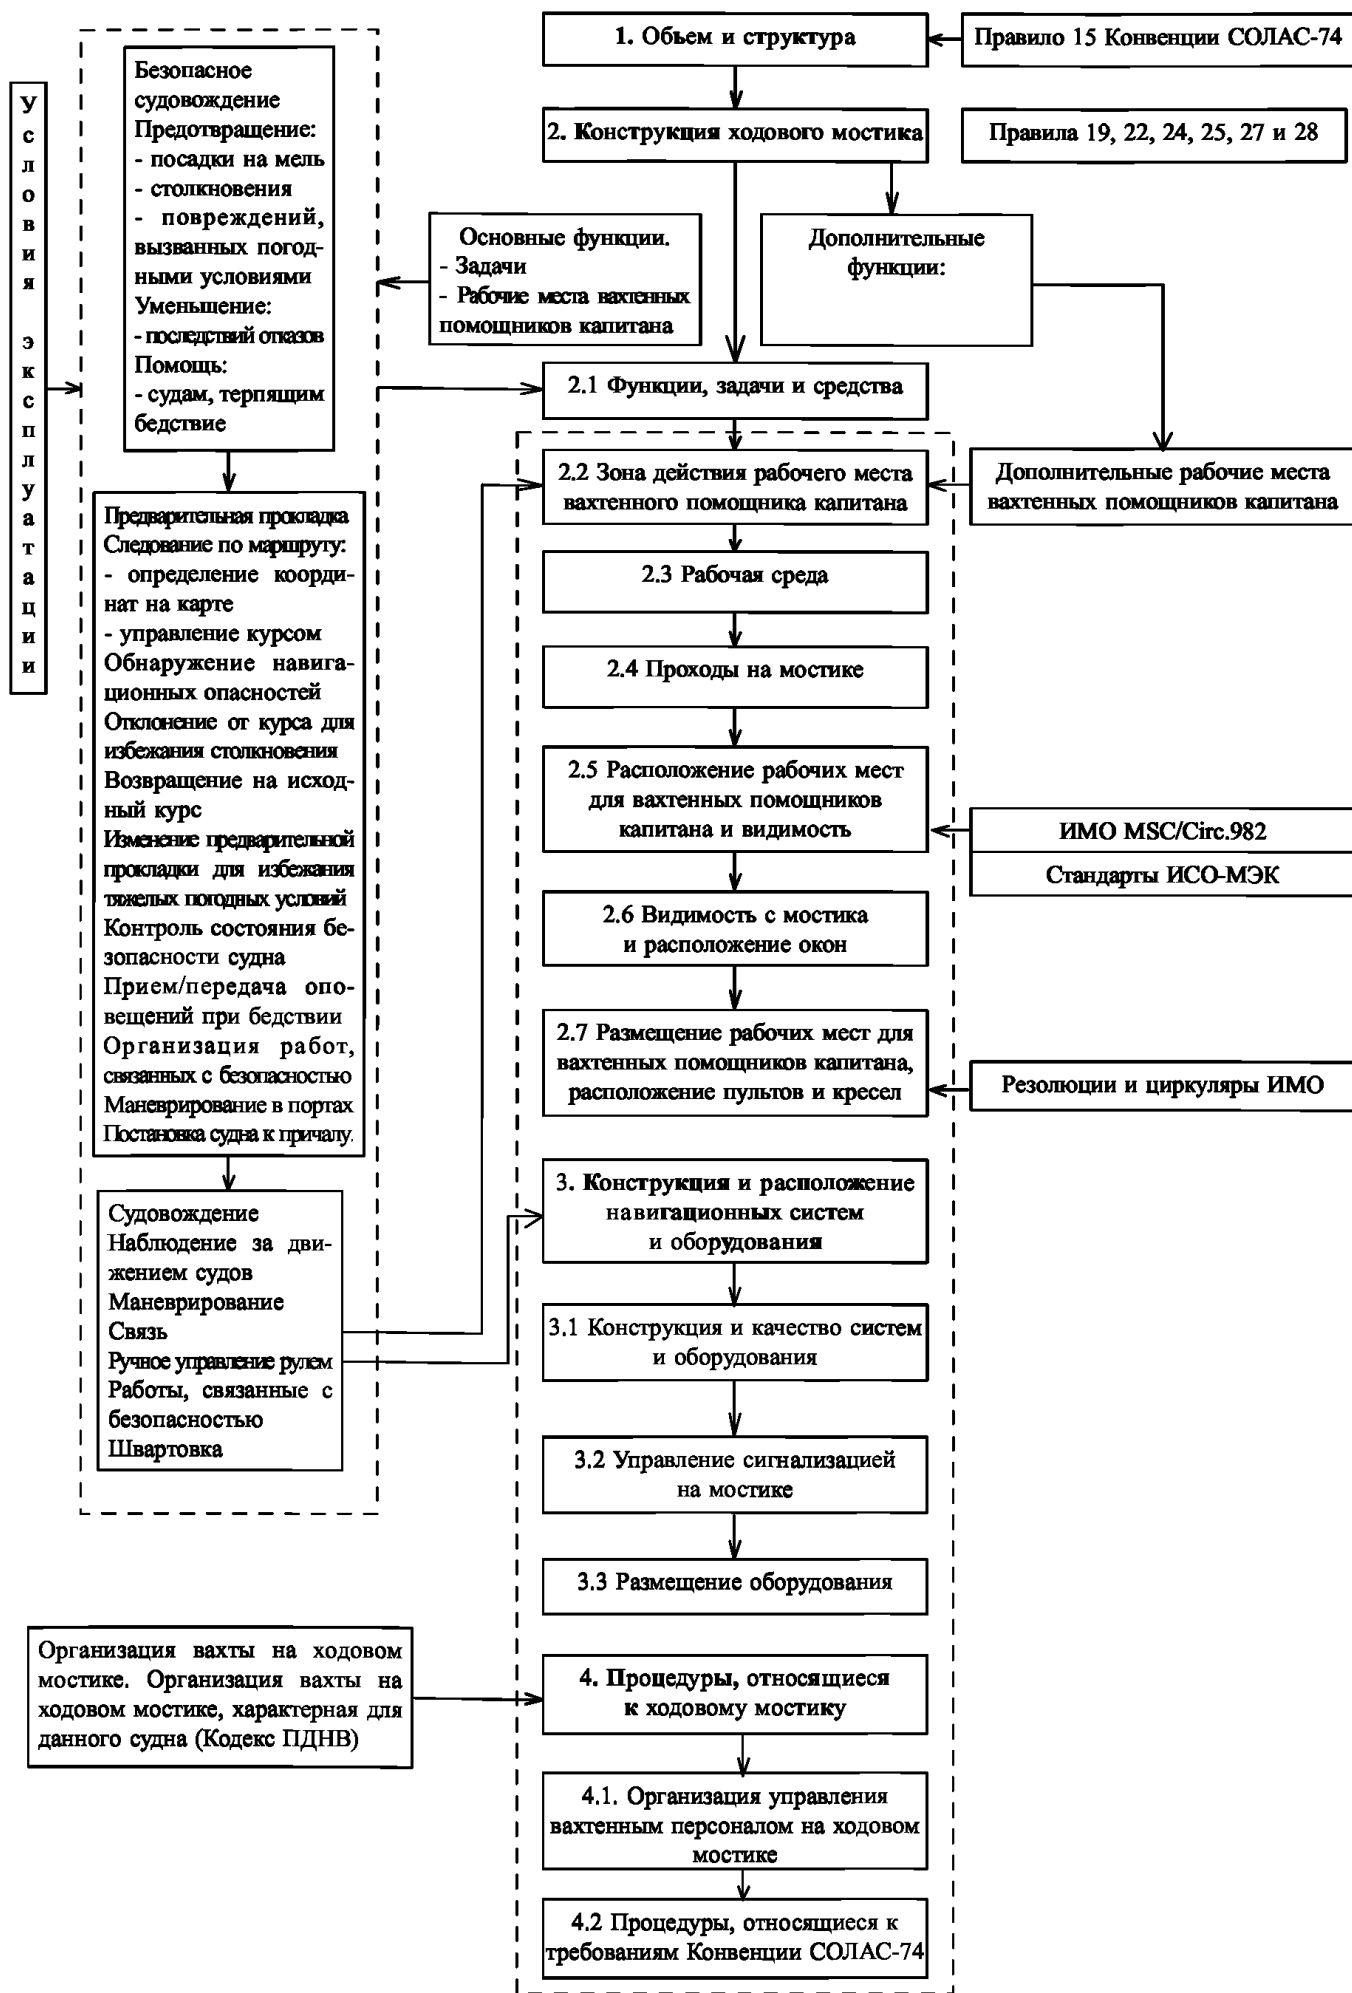 1. Объем и структура
Правило 15 Конвенции СОЛАС-74
2. Конструкция ходового мостика
Правила 19, 22, 24, 25, 27 и 28
Условия эксплуатации
Безопасное
судовождение
Предотвращение:
- посадки на мель
- столкновения
- повреждений,
вызванных погод-
ными условиями
Уменьшение:
- последствий отказов
Помощь:
- судам, терпящим
бедствие
Основные функции.
- Задачи
- Рабочие места вахтенных
помощников капитана
Дополнительные
функции:
2.1 Функции, задачи и средства
2.2 Зона действия рабочего места
вахтенного помощника капитана
Дополнительные рабочие места
вахтенных помощников капитана
Предварительная прокладка
Следование по маршруту:
- определение коорди-
нат на карте
- управление курсом
Обнаружение навига-
ционных опасностей
Отклонение от курса для
избежания столкновения
Возвращение на исход-
ный курс
Изменение предварительной
прокладки для избежания
тяжелых погодных условий
Контроль состояния бе-
зопасности судна
Прием/передача опо-
вещений при бедствии
Организация работ,
связанных с безопасностью
Маневрирование в портах
Постановка судна к причалу.
2.3 Рабочая среда
2.4 Проходы на мостике
2.5 Расположение рабочих мест
для вахтенных помощников
капитана и видимость
ИМО MSC/Circ.982
Стандарты ИСО-МЭК
2.6 Видимость с мостика
и расположение окон
2.7 Размещение рабочих мест для
вахтенных помощников капитана,
расположение пультов и кресел
Резолюции и циркуляры ИМО
Судовождение
Наблюдение за дви-
жением судов
Маневрирование
Связь
Ручное управление рулем
Работы, связанные с
безопасностью
Швартовка
3. Конструкция и расположение
навигационных систем
и оборудования
3.1 Конструкция и качество систем
и оборудования
3.2 Управление сигнализацией
на мостике
3.3 Размещение оборудования
Организация вахты на ходовом
мостике. Организация вахты на
ходовом мостике, характерная для
данного судна (Кодекс ПДНВ)
4. Процедуры, относящиеся
к ходовому мостику
4.1. Организация управления
вахтенным персоналом на ходовом
мостике
4.2 Процедуры, относящиеся к
требованиям Конвенции СОЛАС-74